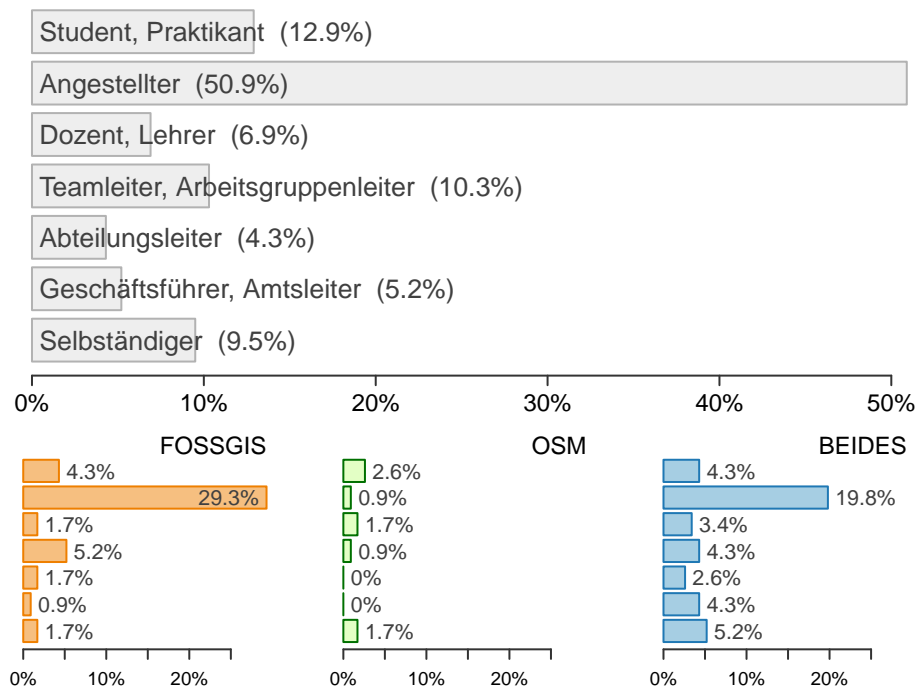 Student, Praktikant (12.9%)
Angestellter (50.9%)
Dozent, Lehrer (6.9%)
Teamleiter, Arbeitsgruppenleiter (10.3%)
Abteilungsleiter (4.3%)
Geschäftsführer, Amtsleiter (5.2%)
Selbständiger (9.5%)
0% 10% 20% 30% 40% 50%
FOSSGIS OSM BEIDES
4.3% 2.6% 4.3%
29.3% 0.9% 19.8%
1.7% 1.7% 3.4%
5.2% 0.9% 4.3%
1.7% 0% 2.6%
0.9% 0% 4.3%
1.7% 1.7% 5.2%
0% 10% 20% 0% 10% 20% 0% 10% 20%